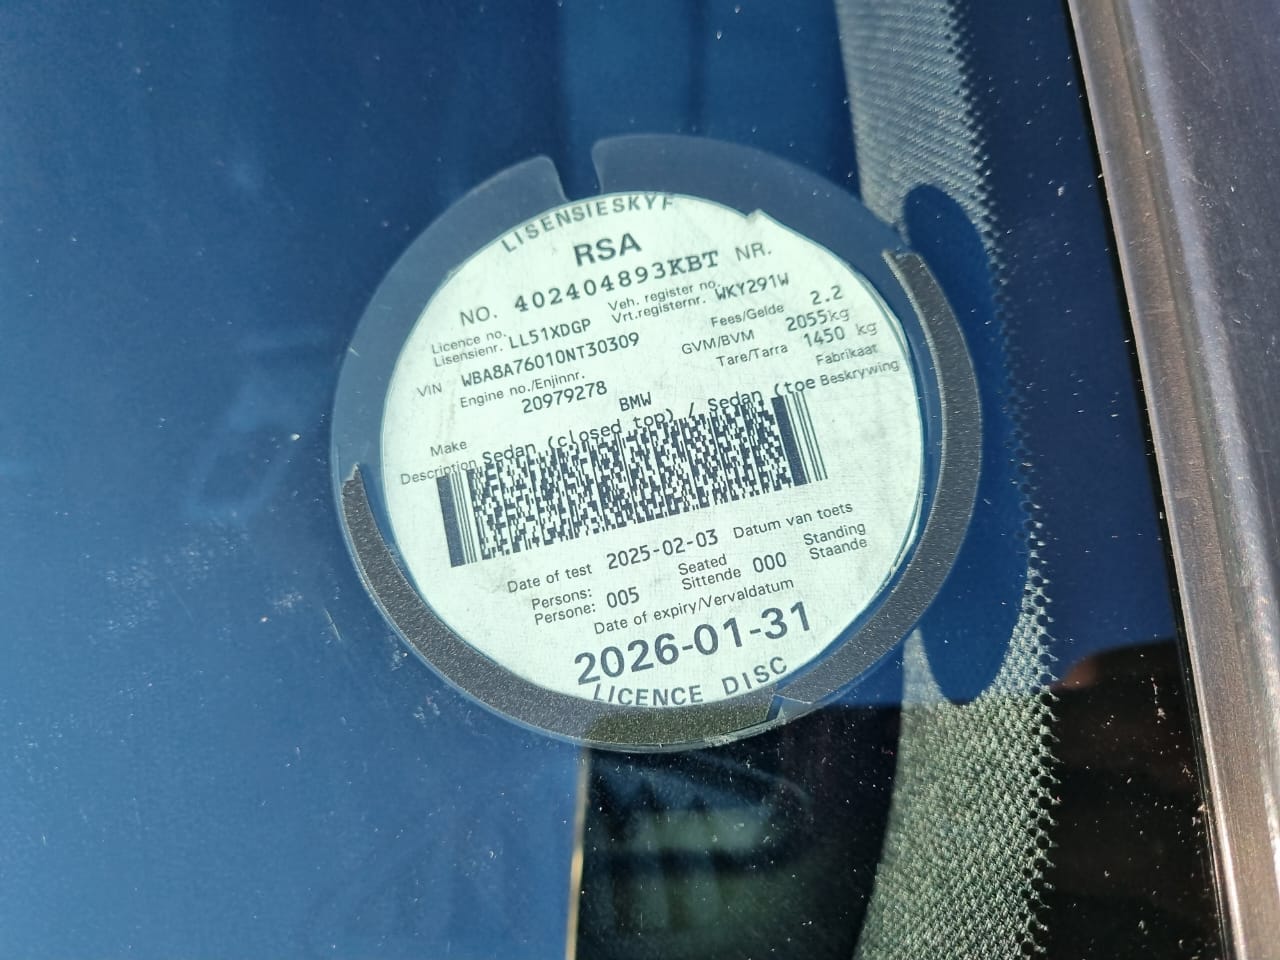 LISENSIESKYF
RSA
NO. 402404893KBT NR.
Licence no. Veh. register no.
Lisensienr. LL51XDGP Vrt.registernr. WKY291W
VIN WBA8A76010NT30309 Fees/Gelde 2.2
Engine no./Enjinnr. GVM/BVM 2055kg
20979278 Tare/Tarra 1450 kg
Make BMW Fabrikaat
Description Sedan (closed top) / Sedan (toe Beskrywing
Date of test 2025-02-03 Datum van toets
Persons: Seated Standing
Persone: 005 Sittende 000 Staande
Date of expiry/Vervaldatum
2026-01-31
LICENCE DISC